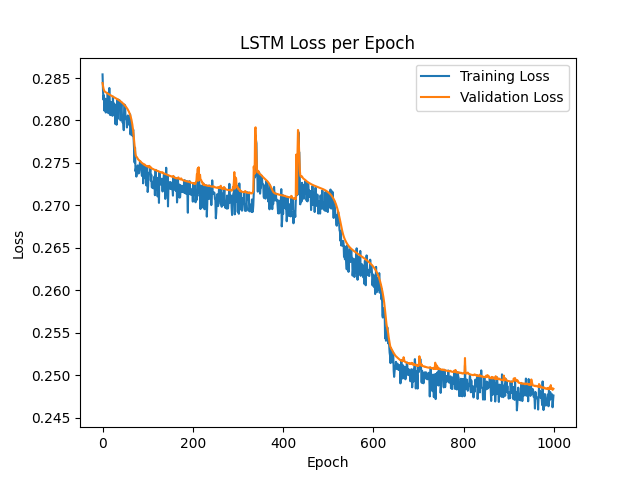 LSTM Loss per Epoch
Training Loss
Validation Loss
0.285
0.280
0.275
0.270
0.265
0.260
0.255
0.250
0.245
Loss
0 200 400 600 800 1000
Epoch